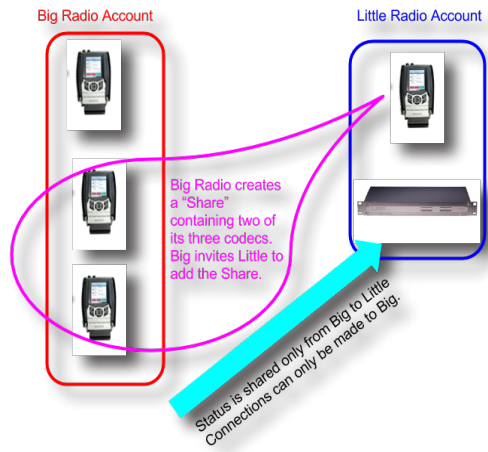 Big Radio Account
Little Radio Account
Big Radio creates
a “Share”
containing two of
its three codecs.
Big invites Little to
add the Share.
Status is shared only from Big to Little
Connections can only be made to Big.